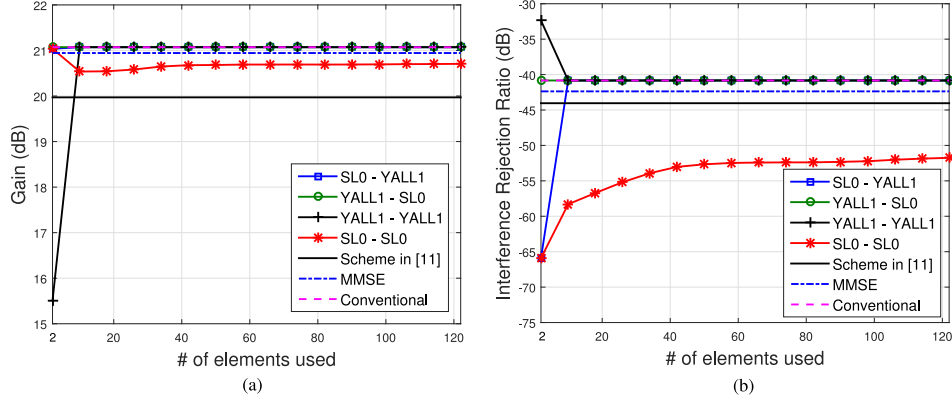 22
21
20
19
18
17
16
15
Gain (dB)
2
20
40
60
80
100
120
# of elements used
SL0 - YALL1
YALL1 - SL0
YALL1 - YALL1
SL0 - SL0
Scheme in [11]
MMSE
Conventional
(a)
-30
-35
-40
-45
-50
-55
-60
-65
-70
-75
Interference Rejection Ratio (dB)
2
20
40
60
80
100
120
# of elements used
SL0 - YALL1
YALL1 - SL0
YALL1 - YALL1
SL0 - SL0
Scheme in [11]
MMSE
Conventional
(b)